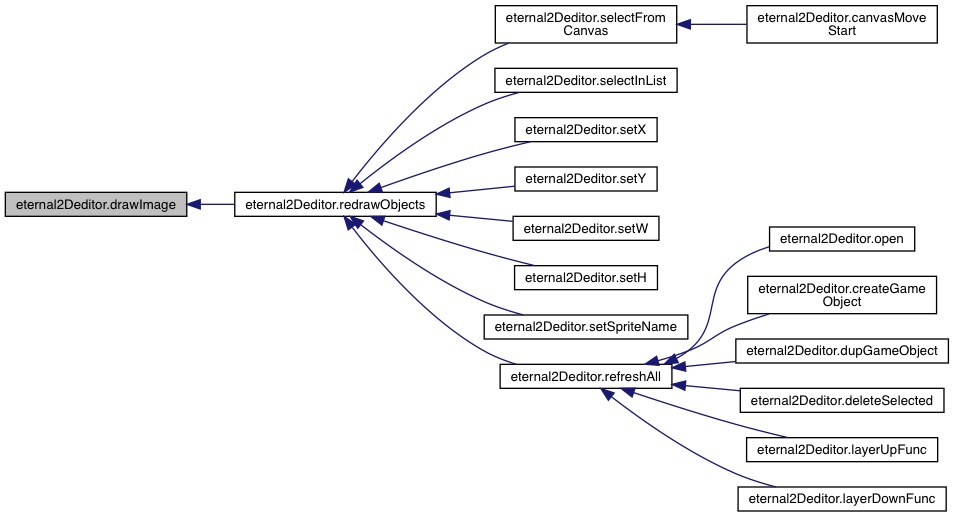 eternal2Deditor.selectFrom
Canvas
eternal2Deditor.canvasMove
Start
eternal2Deditor.selectInList
eternal2Deditor.setX
eternal2Deditor.setY
eternal2Deditor.drawImage
eternal2Deditor.redrawObjects
eternal2Deditor.setW
eternal2Deditor.open
eternal2Deditor.setH
eternal2Deditor.createGame
Object
eternal2Deditor.setSpriteName
eternal2Deditor.dupGameObject
eternal2Deditor.refreshAll
eternal2Deditor.deleteSelected
eternal2Deditor.layerUpFunc
eternal2Deditor.layerDownFunc